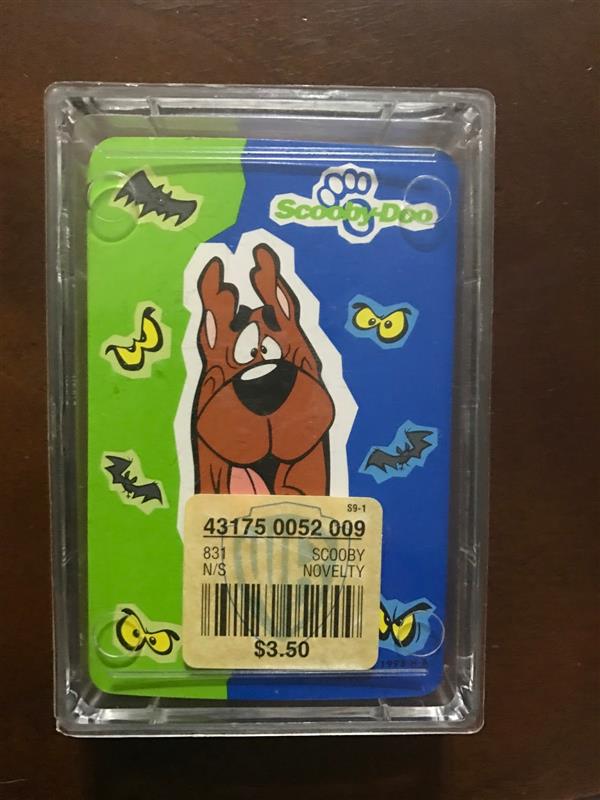 Scooby-Doo
S9-1
43175 0052 009
831 SCOOBY
N/S NOVELTY
$3.50
H-B